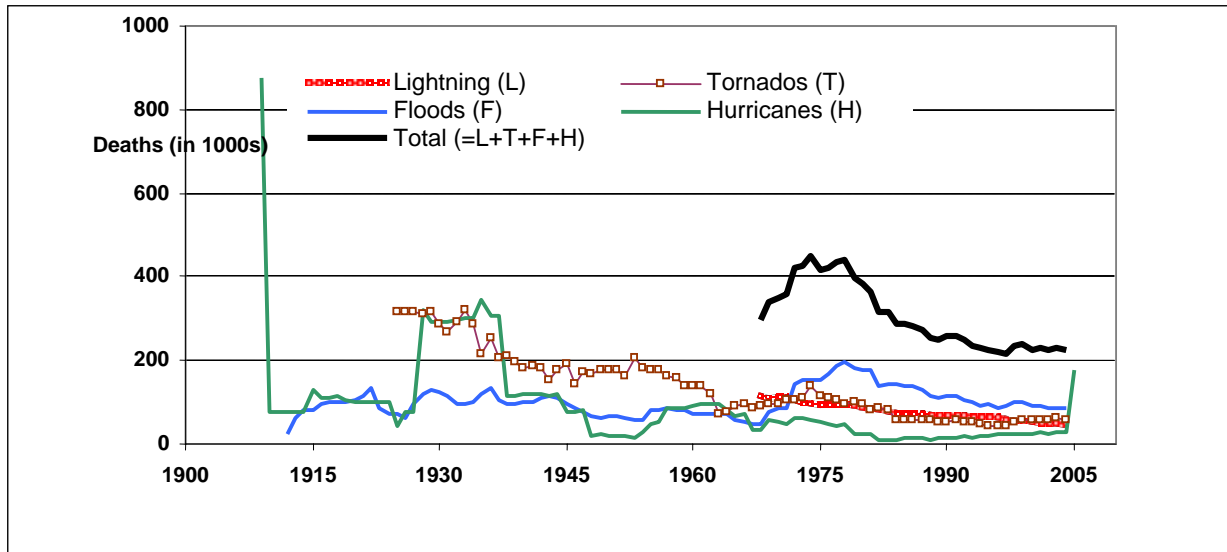 1000
800
600
400
200
0
Deaths (in 1000s)
Lightning (L) Tornados (T)
Floods (F) Hurricanes (H)
Total (=L+T+F+H)
1900 1915 1930 1945 1960 1975 1990 2005